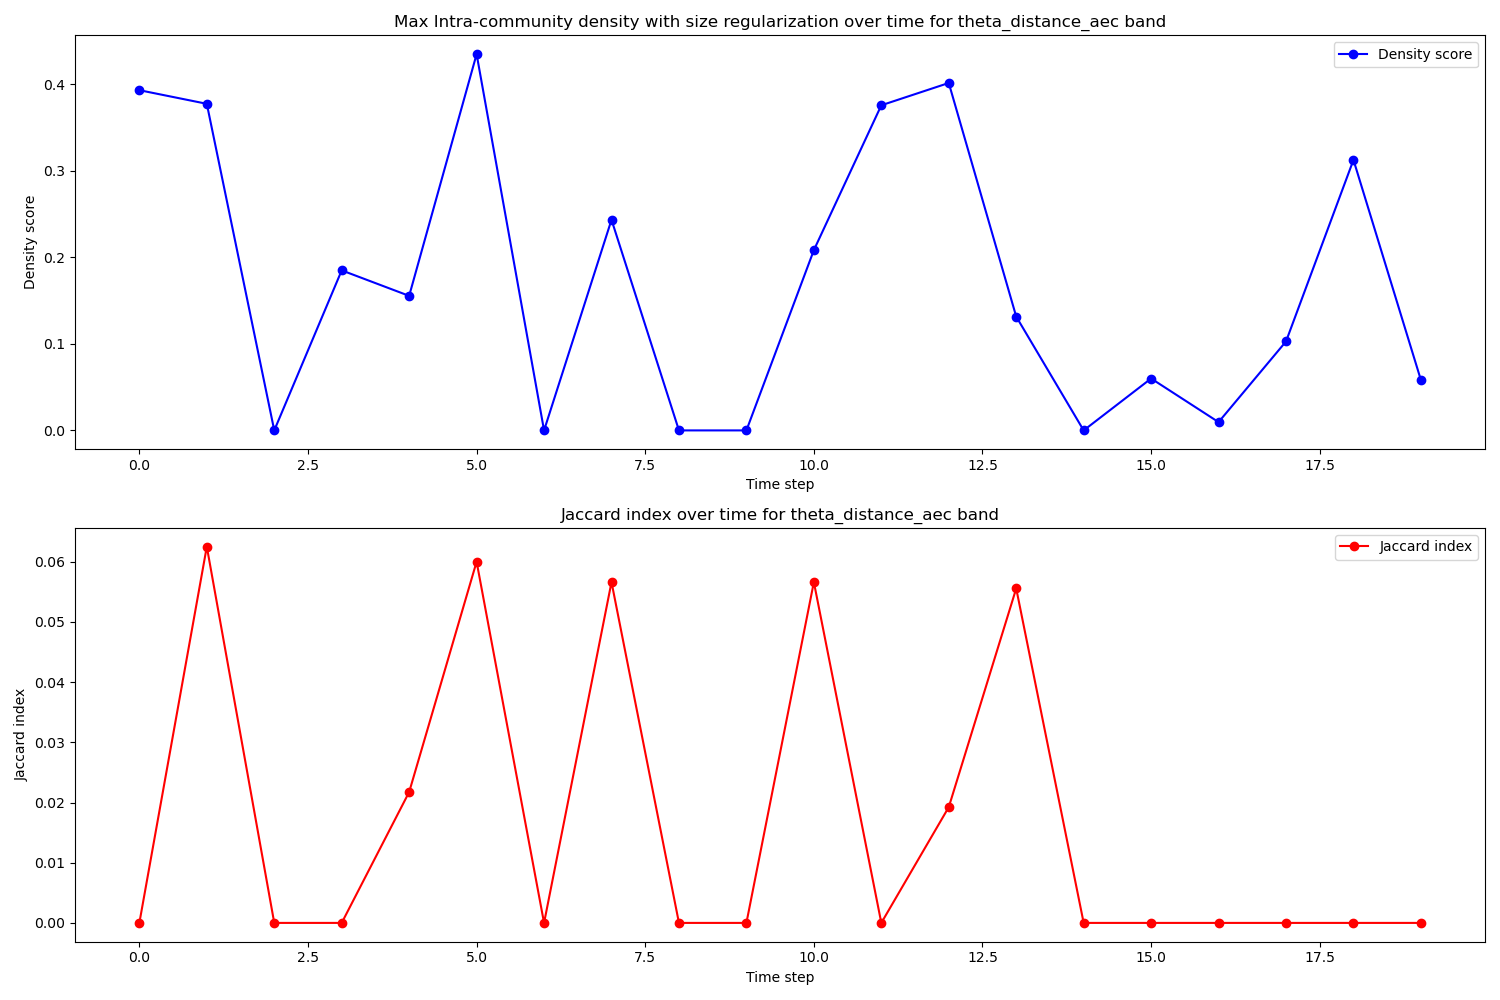 Max Intra-community density with size regularization over time for theta_distance_aec band
Density score
0.4
0.3
0.2
0.1
0.0
Density score
0.0 2.5 5.0 7.5 10.0 12.5 15.0 17.5
Time step
Jaccard index over time for theta_distance_aec band
Jaccard index
0.06
0.05
0.04
0.03
0.02
0.01
0.00
Jaccard index
0.0 2.5 5.0 7.5 10.0 12.5 15.0 17.5
Time step